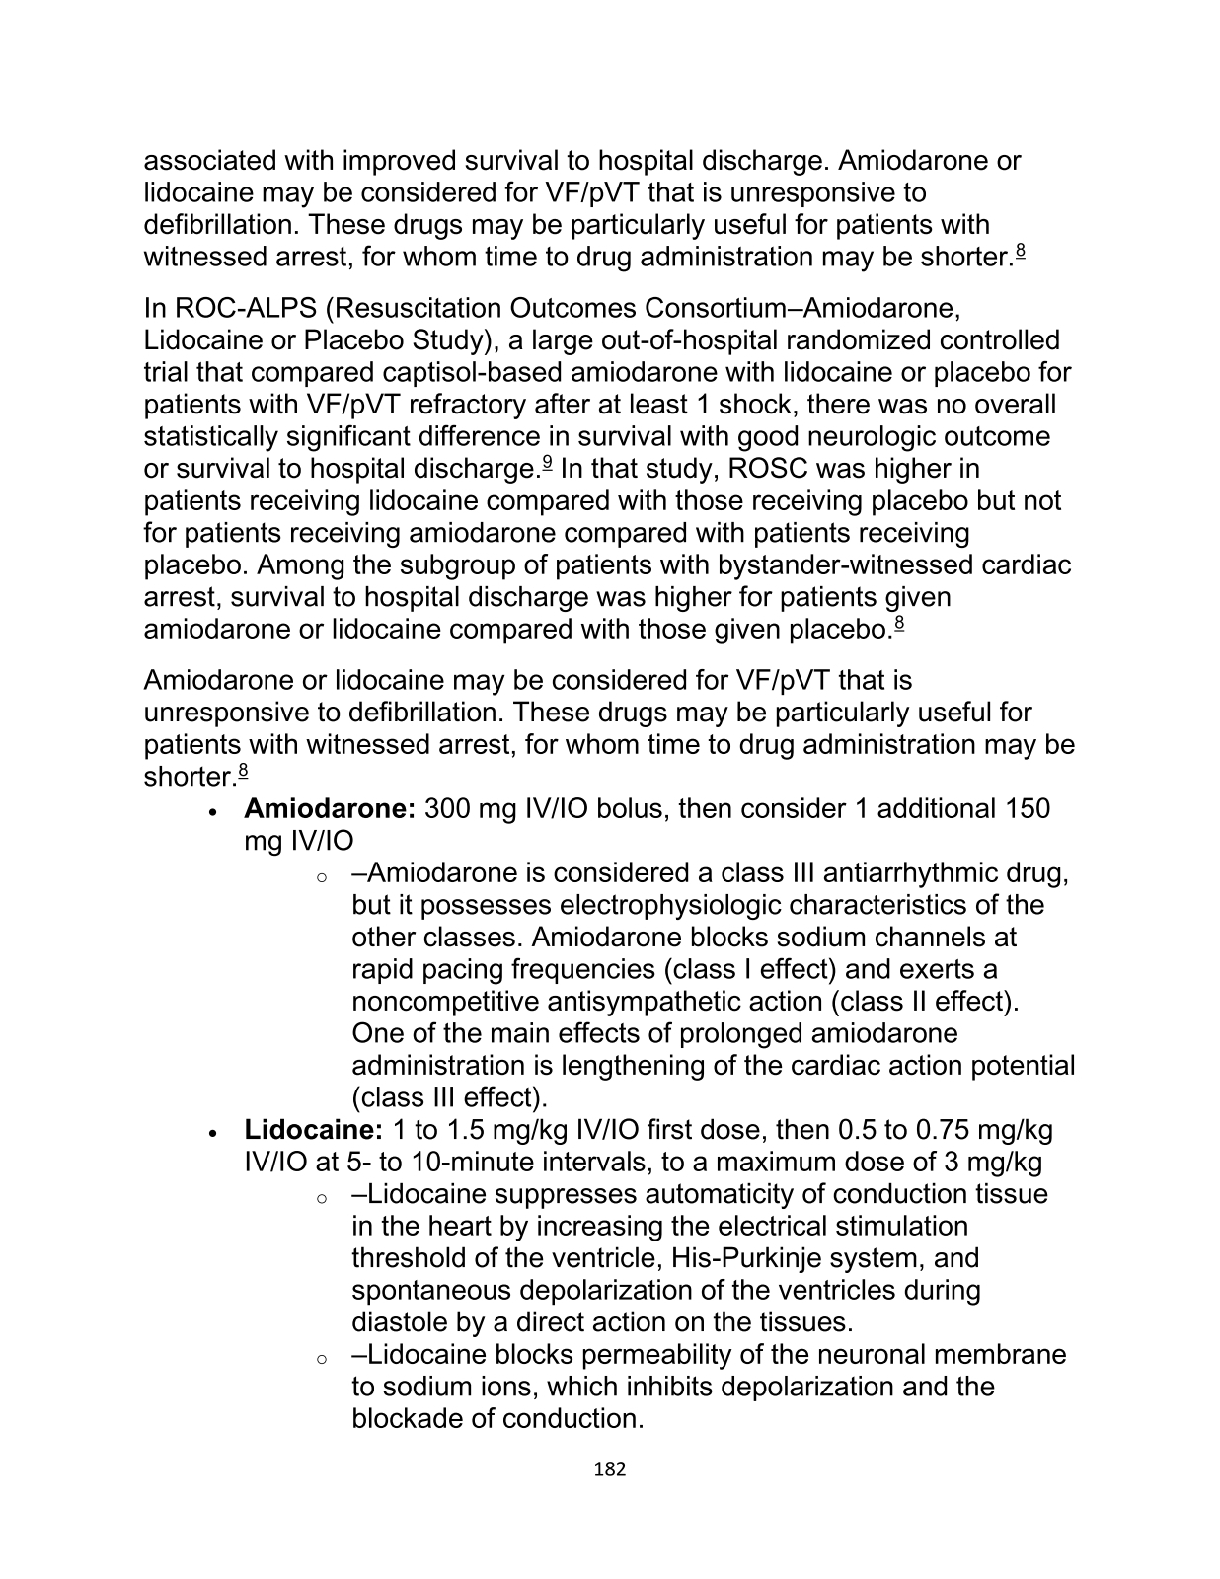 associated with improved survival to hospital discharge. Amiodarone or
lidocaine may be considered for VF/pVT that is unresponsive to
defibrillation. These drugs may be particularly useful for patients with
witnessed arrest, for whom time to drug administration may be shorter.8
In ROC-ALPS (Resuscitation Outcomes Consortium–Amiodarone,
Lidocaine or Placebo Study), a large out-of-hospital randomized controlled
trial that compared captisol-based amiodarone with lidocaine or placebo for
patients with VF/pVT refractory after at least 1 shock, there was no overall
statistically significant difference in survival with good neurologic outcome
or survival to hospital discharge.9 In that study, ROSC was higher in
patients receiving lidocaine compared with those receiving placebo but not
for patients receiving amiodarone compared with patients receiving
placebo. Among the subgroup of patients with bystander-witnessed cardiac
arrest, survival to hospital discharge was higher for patients given
amiodarone or lidocaine compared with those given placebo.8
Amiodarone or lidocaine may be considered for VF/pVT that is
unresponsive to defibrillation. These drugs may be particularly useful for
patients with witnessed arrest, for whom time to drug administration may be
shorter.8
• Amiodarone: 300 mg IV/IO bolus, then consider 1 additional 150
mg IV/IO
o –Amiodarone is considered a class III antiarrhythmic drug,
but it possesses electrophysiologic characteristics of the
other classes. Amiodarone blocks sodium channels at
rapid pacing frequencies (class I effect) and exerts a
noncompetitive antisympathetic action (class II effect).
One of the main effects of prolonged amiodarone
administration is lengthening of the cardiac action potential
(class III effect).
• Lidocaine: 1 to 1.5 mg/kg IV/IO first dose, then 0.5 to 0.75 mg/kg
IV/IO at 5- to 10-minute intervals, to a maximum dose of 3 mg/kg
o –Lidocaine suppresses automaticity of conduction tissue
in the heart by increasing the electrical stimulation
threshold of the ventricle, His-Purkinje system, and
spontaneous depolarization of the ventricles during
diastole by a direct action on the tissues.
o –Lidocaine blocks permeability of the neuronal membrane
to sodium ions, which inhibits depolarization and the
blockade of conduction.
182